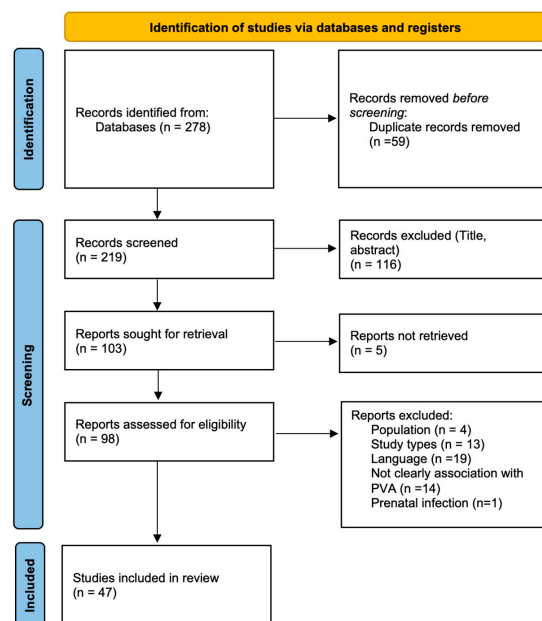 Identification of studies via databases and registers
Identification
Records identified from:
Databases (n = 278)
Records removed before
screening:
Duplicate records removed
(n =59)
Screening
Records screened
(n = 219)
Records excluded (Title,
abstract)
(n = 116)
Reports sought for retrieval
(n = 103)
Reports not retrieved
(n = 5)
Reports assessed for eligibility
(n = 98)
Reports excluded:
Population (n = 4)
Study types (n = 13)
Language (n =19)
Not clearly association with
PVA (n =14)
Prenatal infection (n=1)
Included
Studies included in review
(n = 47)